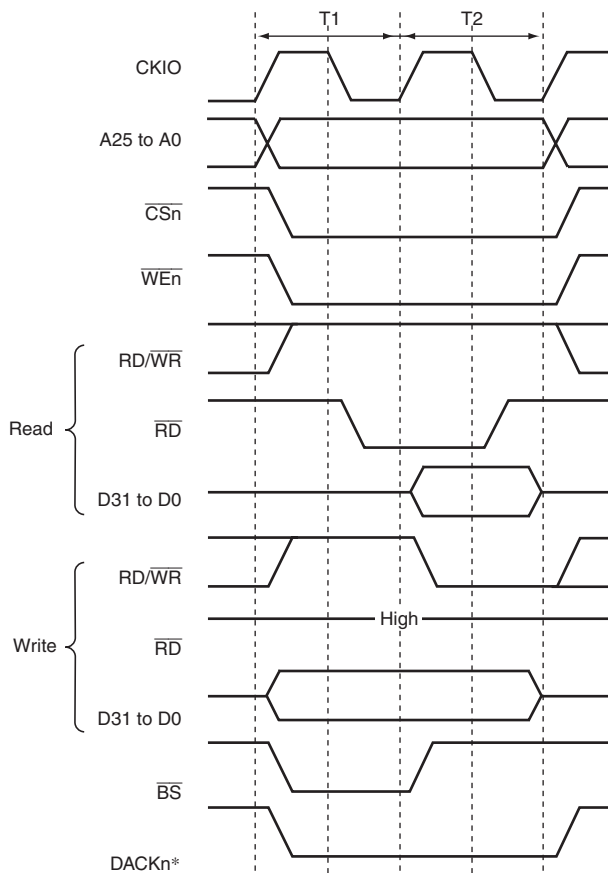 T1 T2
CKIO
A25 to A0
CSn
WEn
RD/WR
Read
RD
D31 to D0
RD/WR
High
Write
RD
D31 to D0
BS
DACKn*